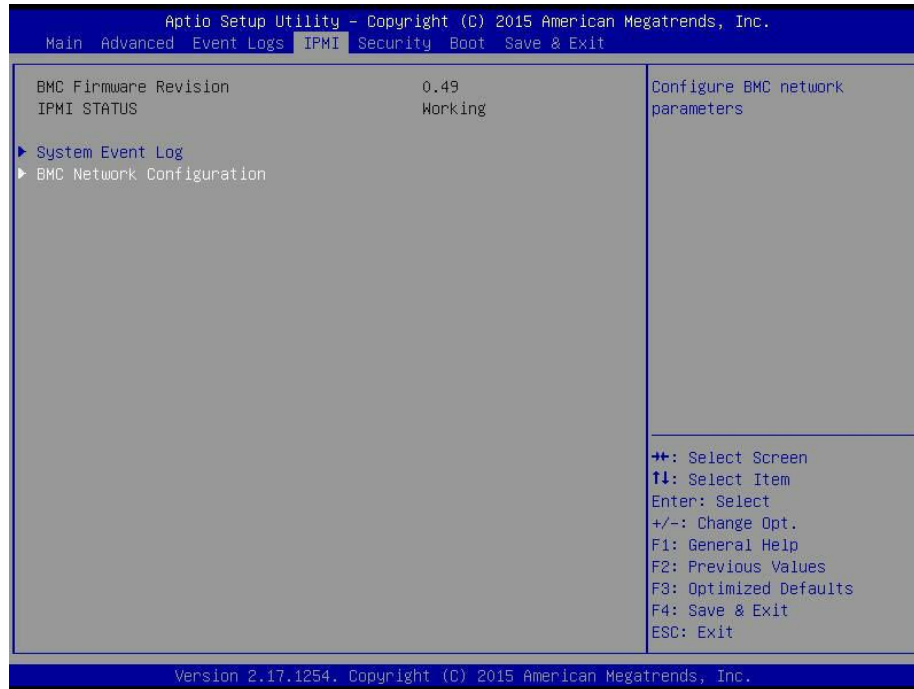 Aptio Setup Utility – Copyright (C) 2015 American Megatrends, Inc.
Main Advanced Event Logs IPMI Security Boot Save & Exit
BMC Firmware Revision 0.49
IPMI STATUS Working
▶ System Event Log
▶ BMC Network Configuration
Configure BMC network
parameters
→←: Select Screen
↑↓: Select Item
Enter: Select
+/-: Change Opt.
F1: General Help
F2: Previous Values
F3: Optimized Defaults
F4: Save & Exit
ESC: Exit
Version 2.17.1254. Copyright (C) 2015 American Megatrends, Inc.